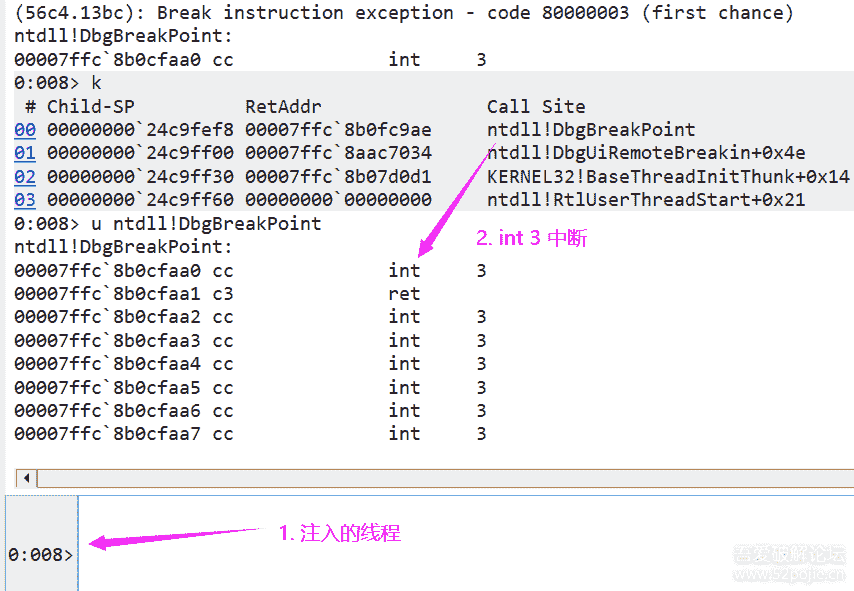 (56c4.13bc): Break instruction exception - code 80000003 (first chance)
ntdll!DbgBreakPoint:
00007ffc`8b0cfaa0 cc              int     3
0:008> k
 # Child-SP          RetAddr               Call Site
00 00000000`24c9fef8 00007ffc`8b0fc9ae     ntdll!DbgBreakPoint
01 00000000`24c9ff00 00007ffc`8aac7034     ntdll!DbgUiRemoteBreakin+0x4e
02 00000000`24c9ff30 00007ffc`8b07d0d1     KERNEL32!BaseThreadInitThunk+0x14
03 00000000`24c9ff60 00000000`00000000     ntdll!RtlUserThreadStart+0x21
0:008> u ntdll!DbgBreakPoint
2. int 3 中断
ntdll!DbgBreakPoint:
00007ffc`8b0cfaa0 cc              int     3
00007ffc`8b0cfaa1 c3              ret
00007ffc`8b0cfaa2 cc              int     3
00007ffc`8b0cfaa3 cc              int     3
00007ffc`8b0cfaa4 cc              int     3
00007ffc`8b0cfaa5 cc              int     3
00007ffc`8b0cfaa6 cc              int     3
00007ffc`8b0cfaa7 cc              int     3
1. 注入的线程
0:008>
吾爱破解论坛
www.52pojie.cn